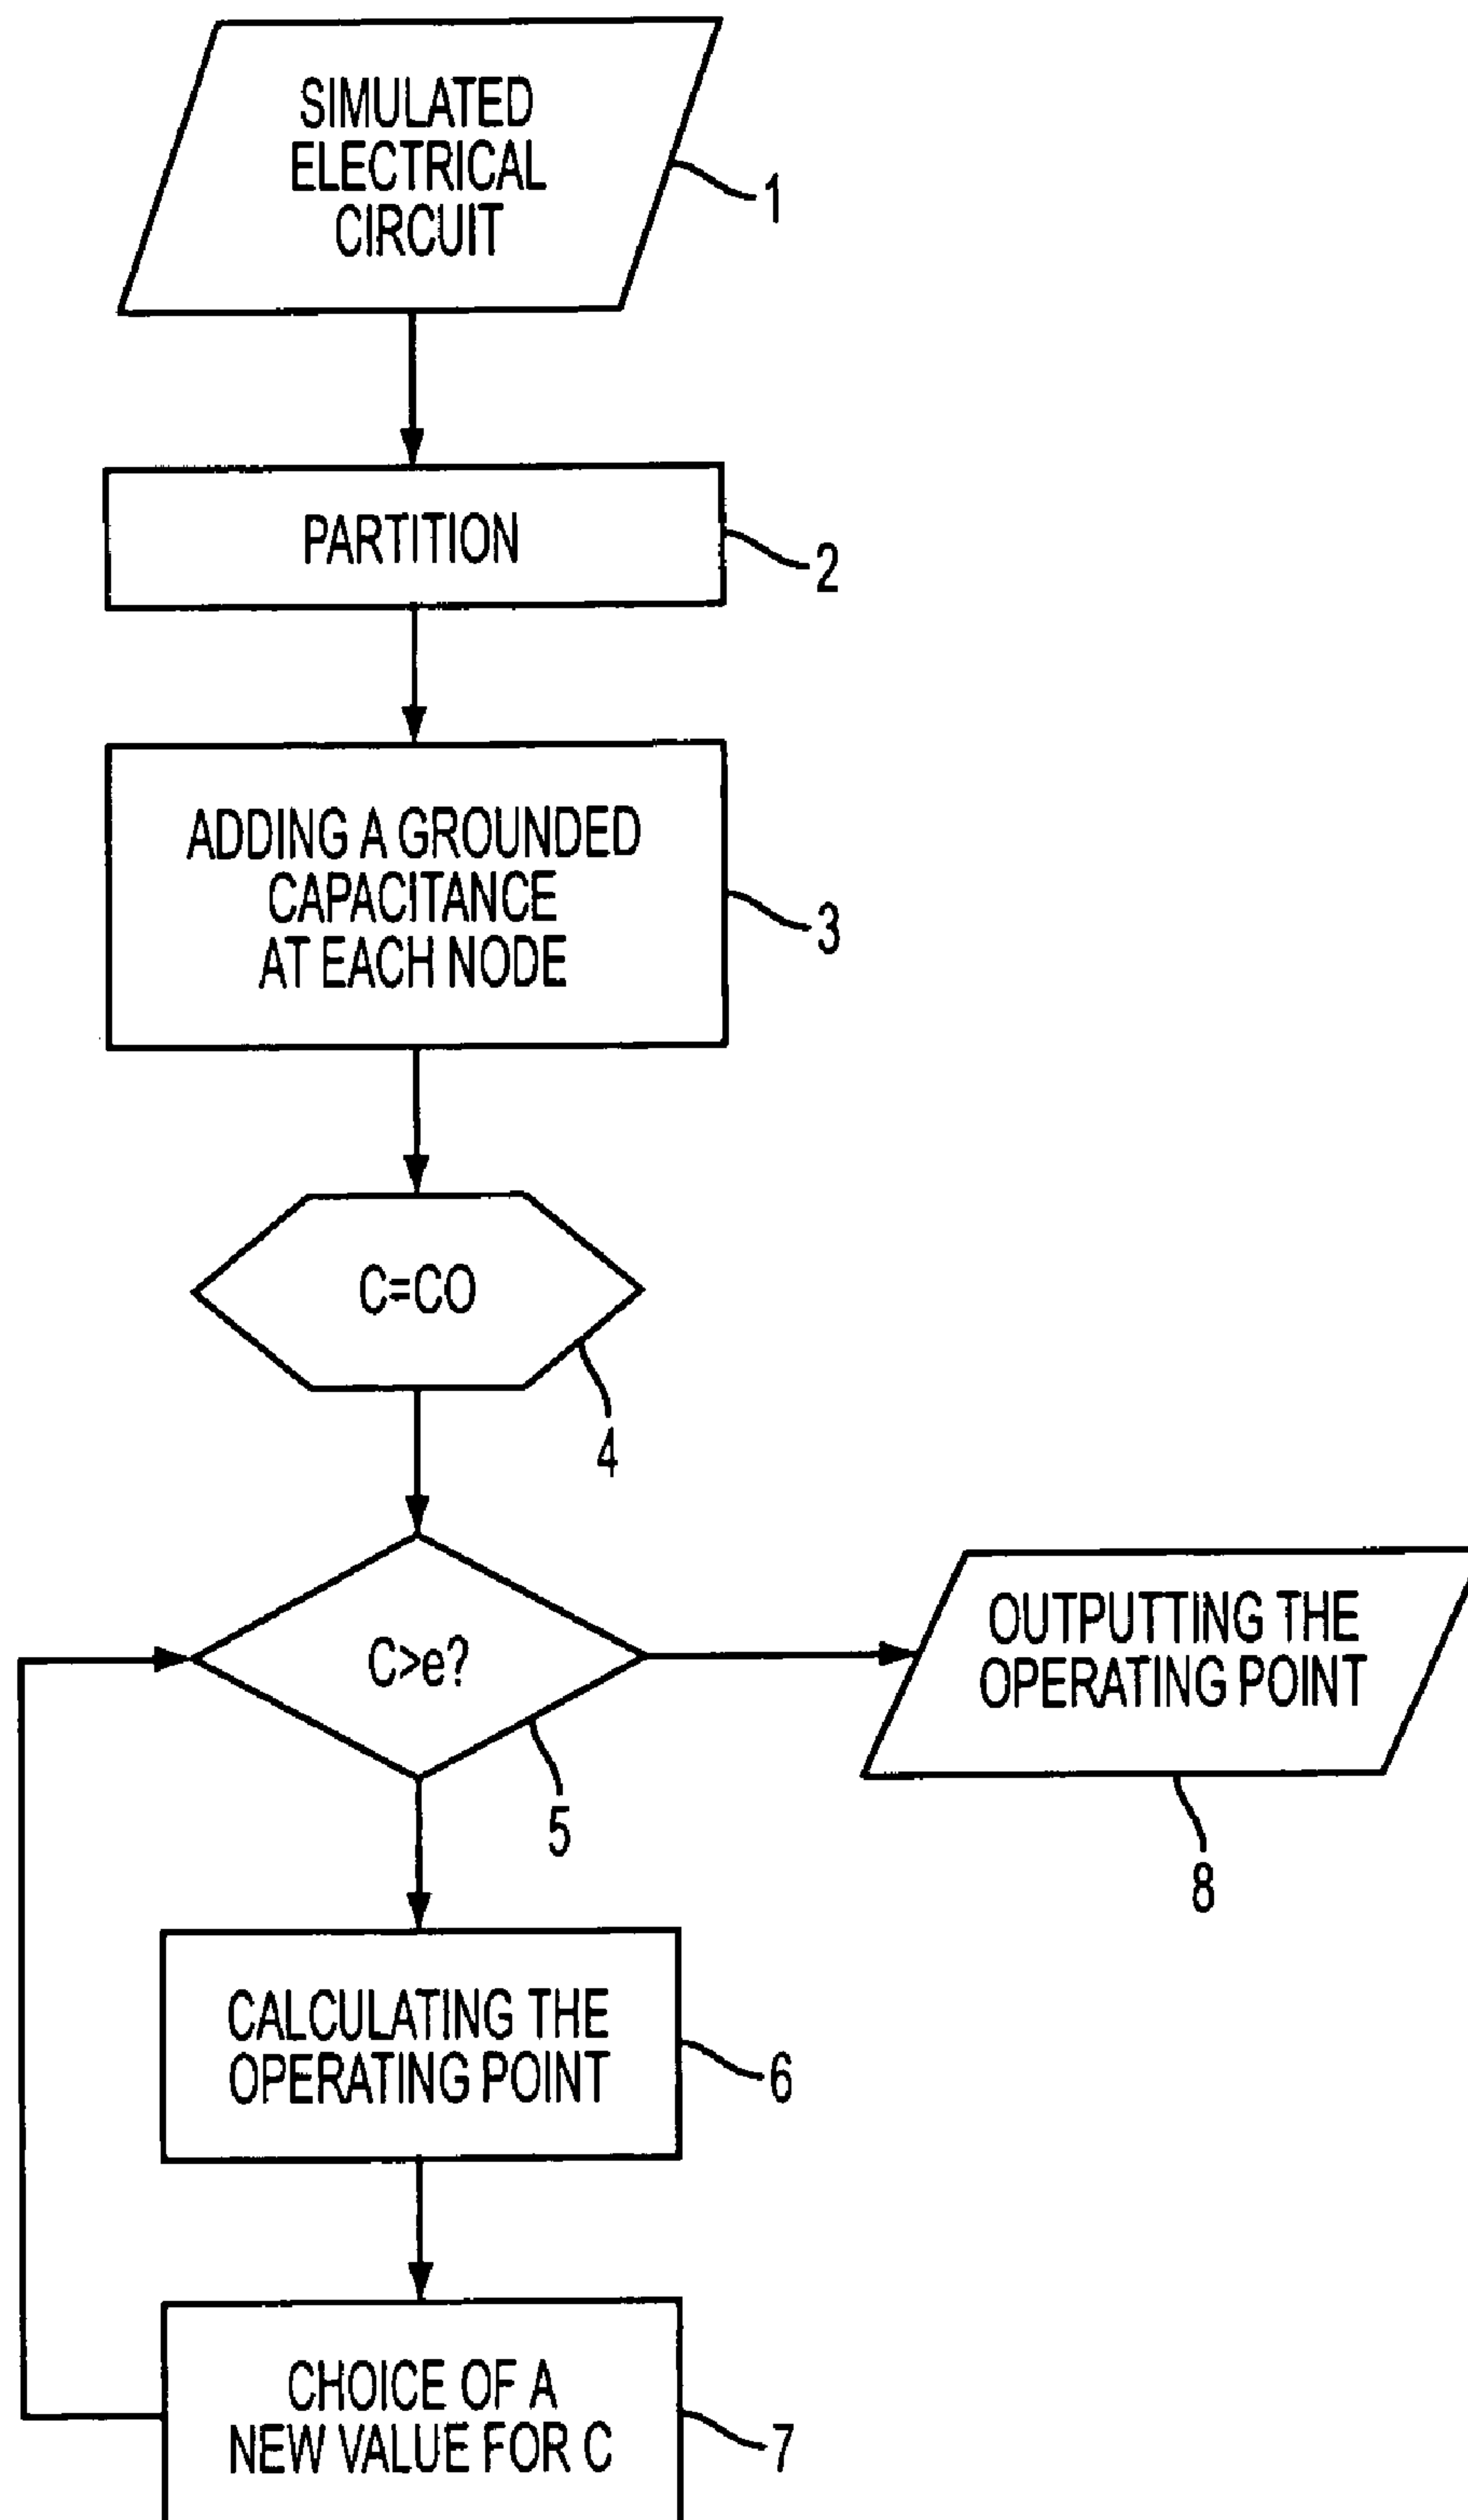 SIMULATED
ELECTRICAL
CIRCUIT
1
PARTITION
2
ADDING A GROUNDED
CAPACITANCE
AT EACH NODE
3
C=CO
4
C>e?
5
OUTPUTTING THE
OPERATING POINT
8
CALCULATING THE
OPERATING POINT
6
CHOICE OF A
NEW VALUE FOR C
7